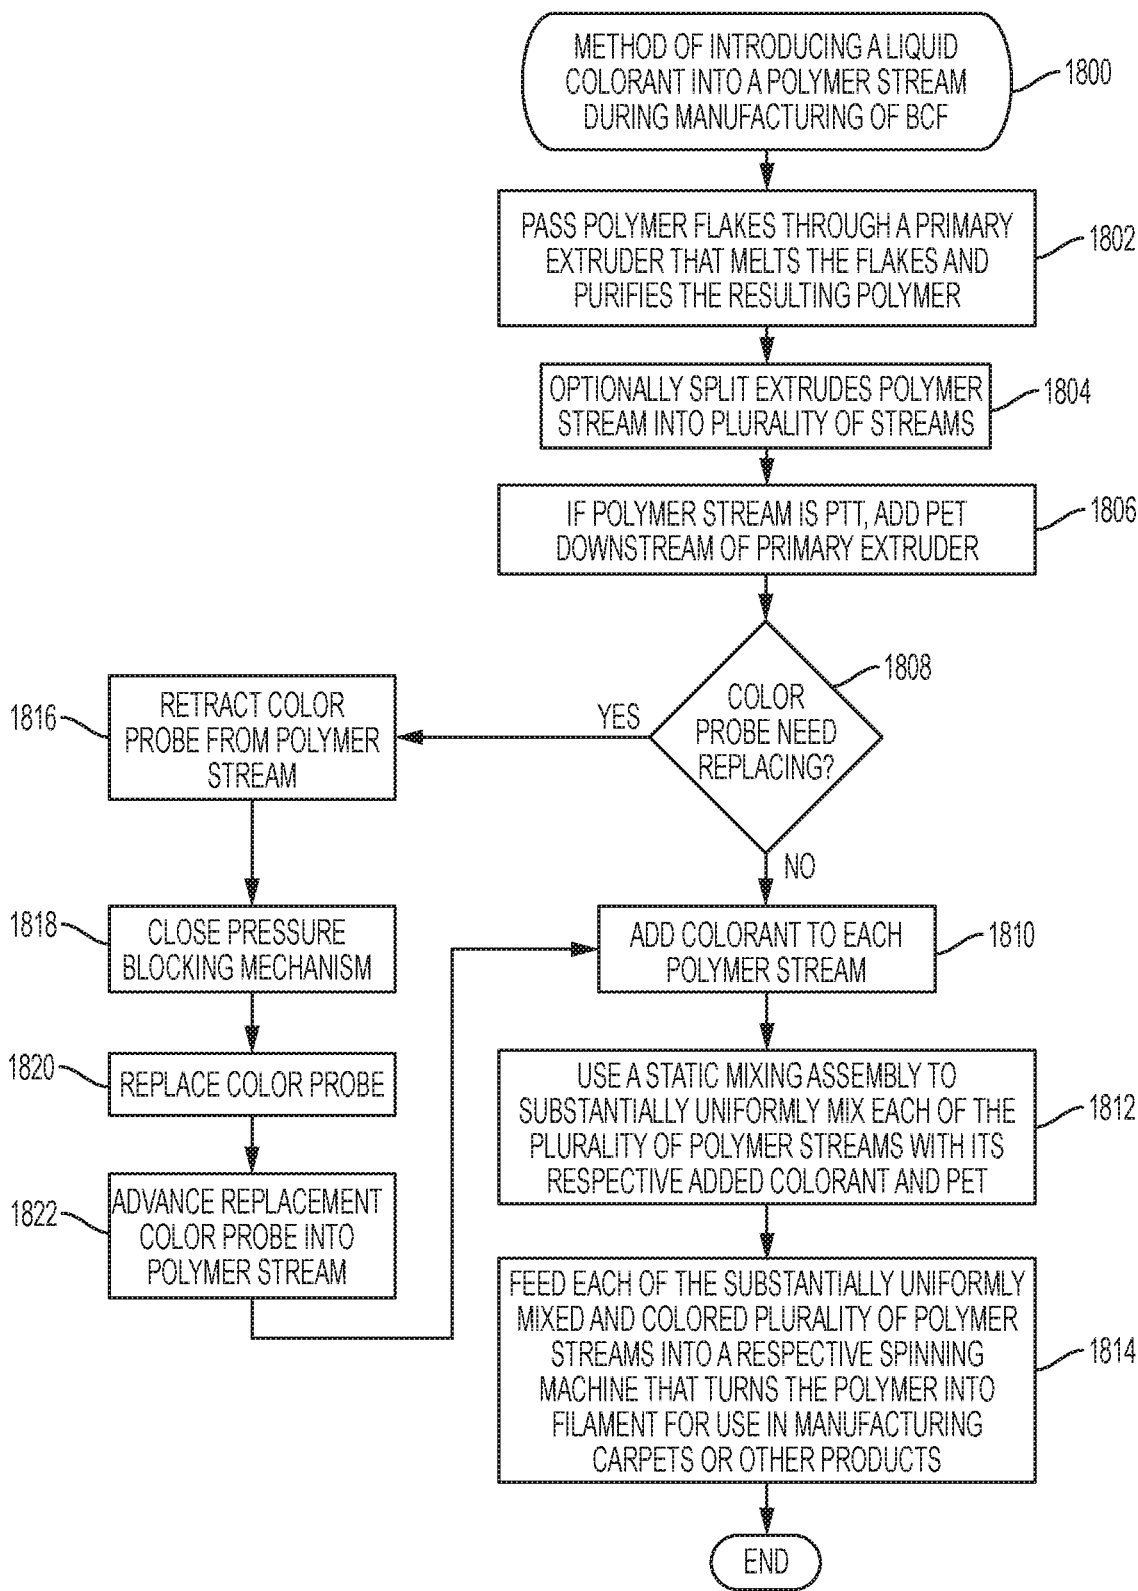 METHOD OF INTRODUCING A LIQUID
COLORANT INTO A POLYMER STREAM
DURING MANUFACTURING OF BCF
1800
PASS POLYMER FLAKES THROUGH A PRIMARY
EXTRUDER THAT MELTS THE FLAKES AND
PURIFIES THE RESULTING POLYMER
1802
OPTIONALLY SPLIT EXTRUDES POLYMER
STREAM INTO PLURALITY OF STREAMS
1804
IF POLYMER STREAM IS PTT, ADD PET
DOWNSTREAM OF PRIMARY EXTRUDER
1806
COLOR
PROBE NEED
REPLACING?
1808
YES
NO
1816
RETRACT COLOR
PROBE FROM POLYMER
STREAM
1818
CLOSE PRESSURE
BLOCKING MECHANISM
1820
REPLACE COLOR PROBE
1822
ADVANCE REPLACEMENT
COLOR PROBE INTO
POLYMER STREAM
ADD COLORANT TO EACH
POLYMER STREAM
1810
USE A STATIC MIXING ASSEMBLY TO
SUBSTANTIALLY UNIFORMLY MIX EACH OF THE
PLURALITY OF POLYMER STREAMS WITH ITS
RESPECTIVE ADDED COLORANT AND PET
1812
FEED EACH OF THE SUBSTANTIALLY UNIFORMLY
MIXED AND COLORED PLURALITY OF POLYMER
STREAMS INTO A RESPECTIVE SPINNING
MACHINE THAT TURNS THE POLYMER INTO
FILAMENT FOR USE IN MANUFACTURING
CARPETS OR OTHER PRODUCTS
1814
END